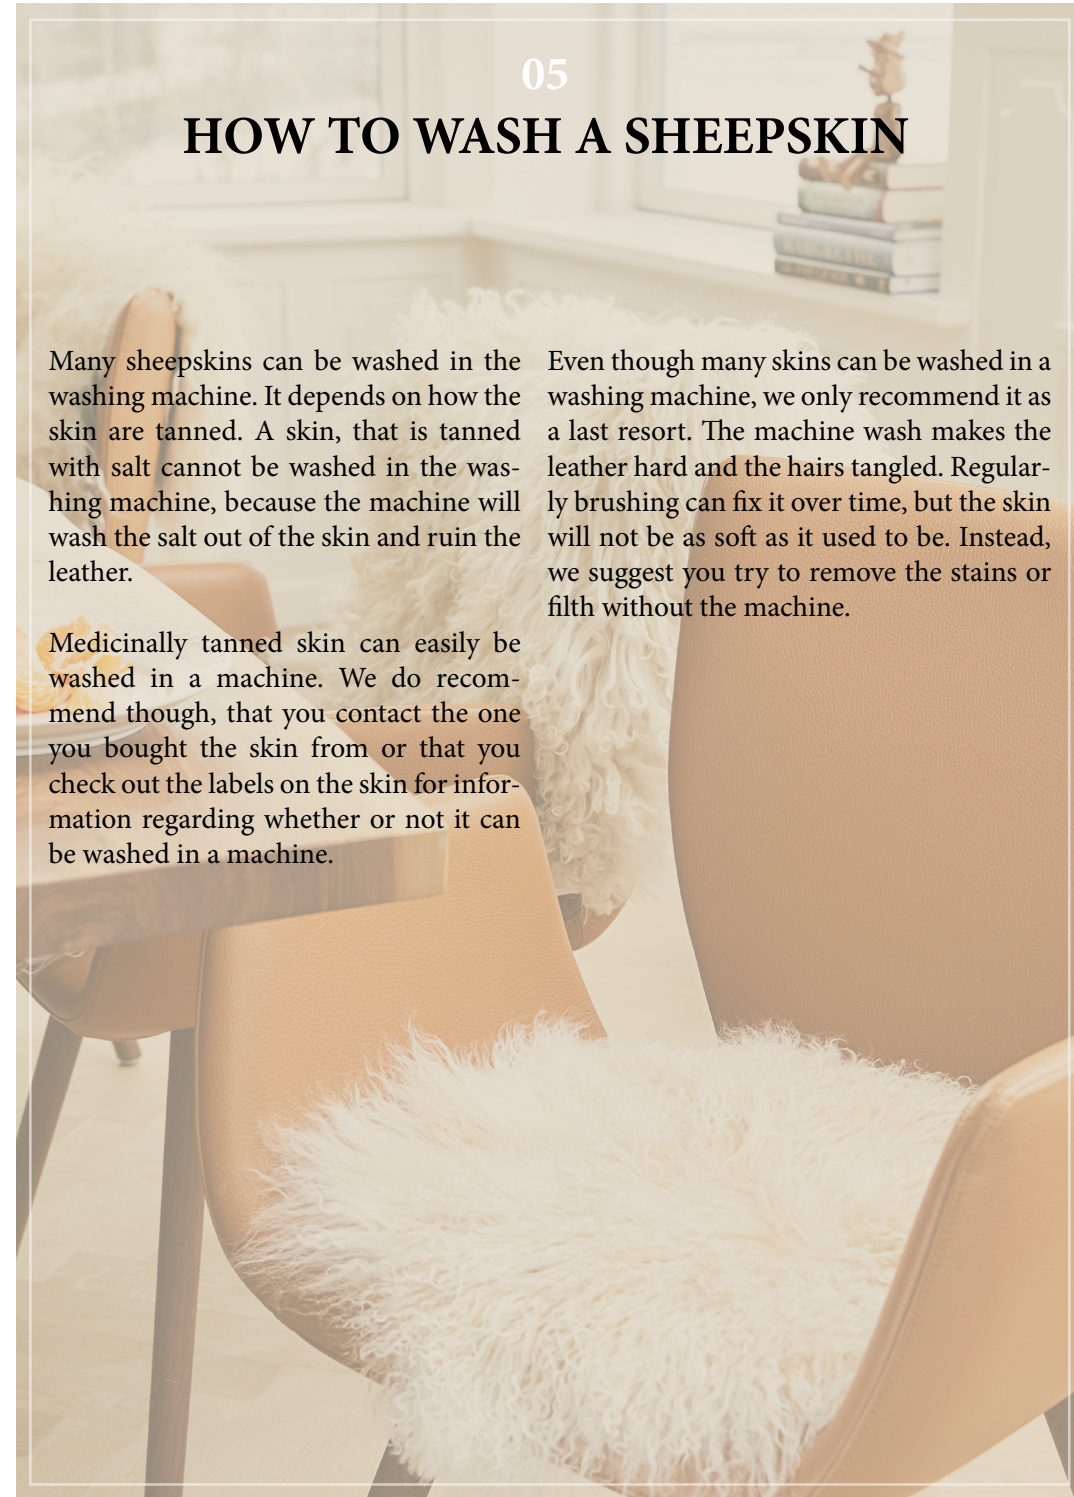 05
HOW TO WASH A SHEEPSKIN
Many sheepskins can be washed in the
washing machine. It depends on how the
skin are tanned. A skin, that is tanned
with salt cannot be washed in the was-
hing machine, because the machine will
wash the salt out of the skin and ruin the
leather.
Medicinally tanned skin can easily be
washed in a machine. We do recom-
mend though, that you contact the one
you bought the skin from or that you
check out the labels on the skin for infor-
mation regarding whether or not it can
be washed in a machine.
Even though many skins can be washed in a
washing machine, we only recommend it as
a last resort. The machine wash makes the
leather hard and the hairs tangled. Regular-
ly brushing can fix it over time, but the skin
will not be as soft as it used to be. Instead,
we suggest you try to remove the stains or
filth without the machine.